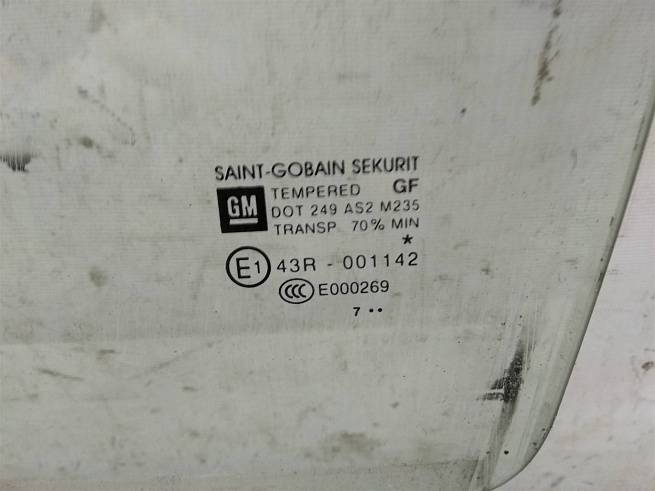 SAINT-GOBAIN SEKURIT
GM TEMPERED GF
DOT 249 AS2 M235
TRANSP 70% MIN
*
E1 43R - 001142
CCC E000269
7 ••